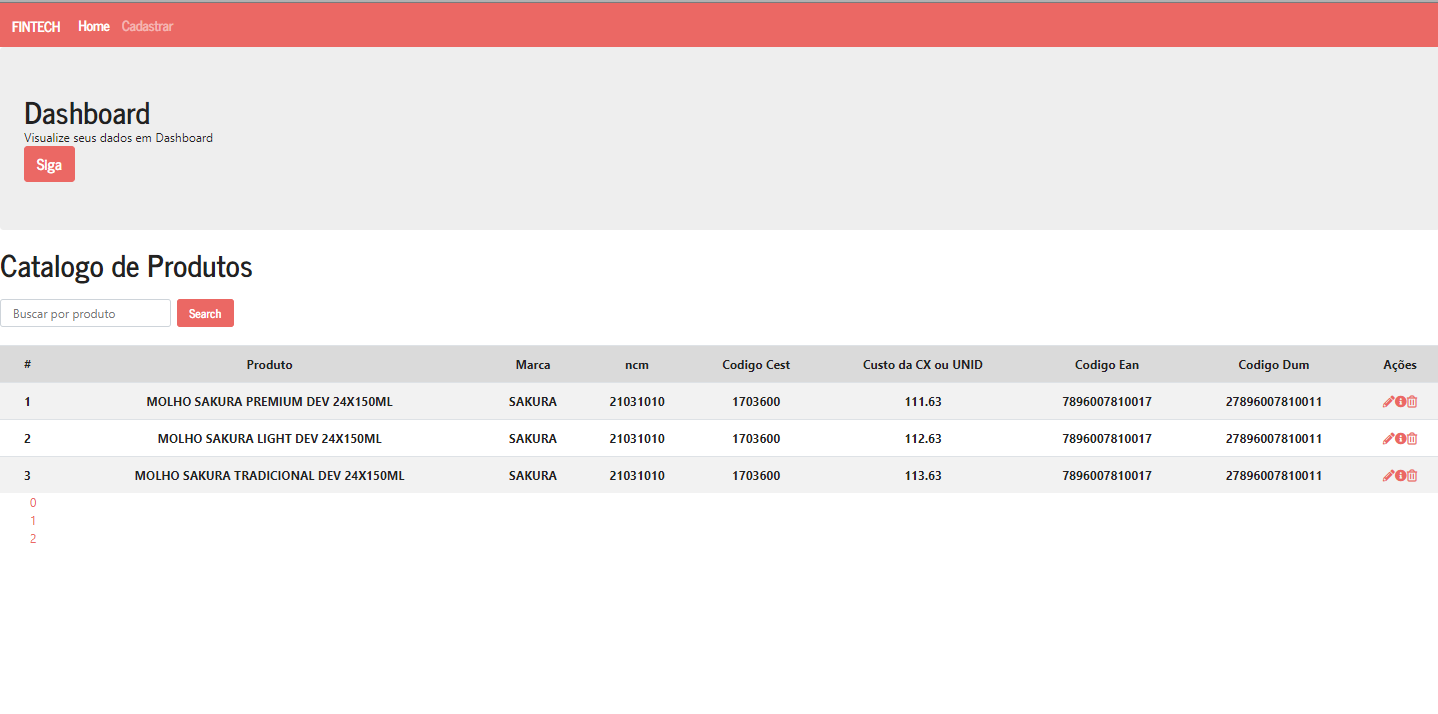 FINTECH Home Cadastrar
Dashboard
Visualize seus dados em Dashboard
SIga
Catalogo de Produtos
Buscar por produto Search
# Produto Marca ncm Codigo Cest Custo da CX ou UNID Codigo Ean Codigo Dum Ações
1 MOLHO SAKURA PREMIUM DEV 24X150ML SAKURA 21031010 1703600 111.63 7896007810017 27896007810011
2 MOLHO SAKURA LIGHT DEV 24X150ML SAKURA 21031010 1703600 112.63 7896007810017 27896007810011
3 MOLHO SAKURA TRADICIONAL DEV 24X150ML SAKURA 21031010 1703600 113.63 7896007810017 27896007810011
0
1
2